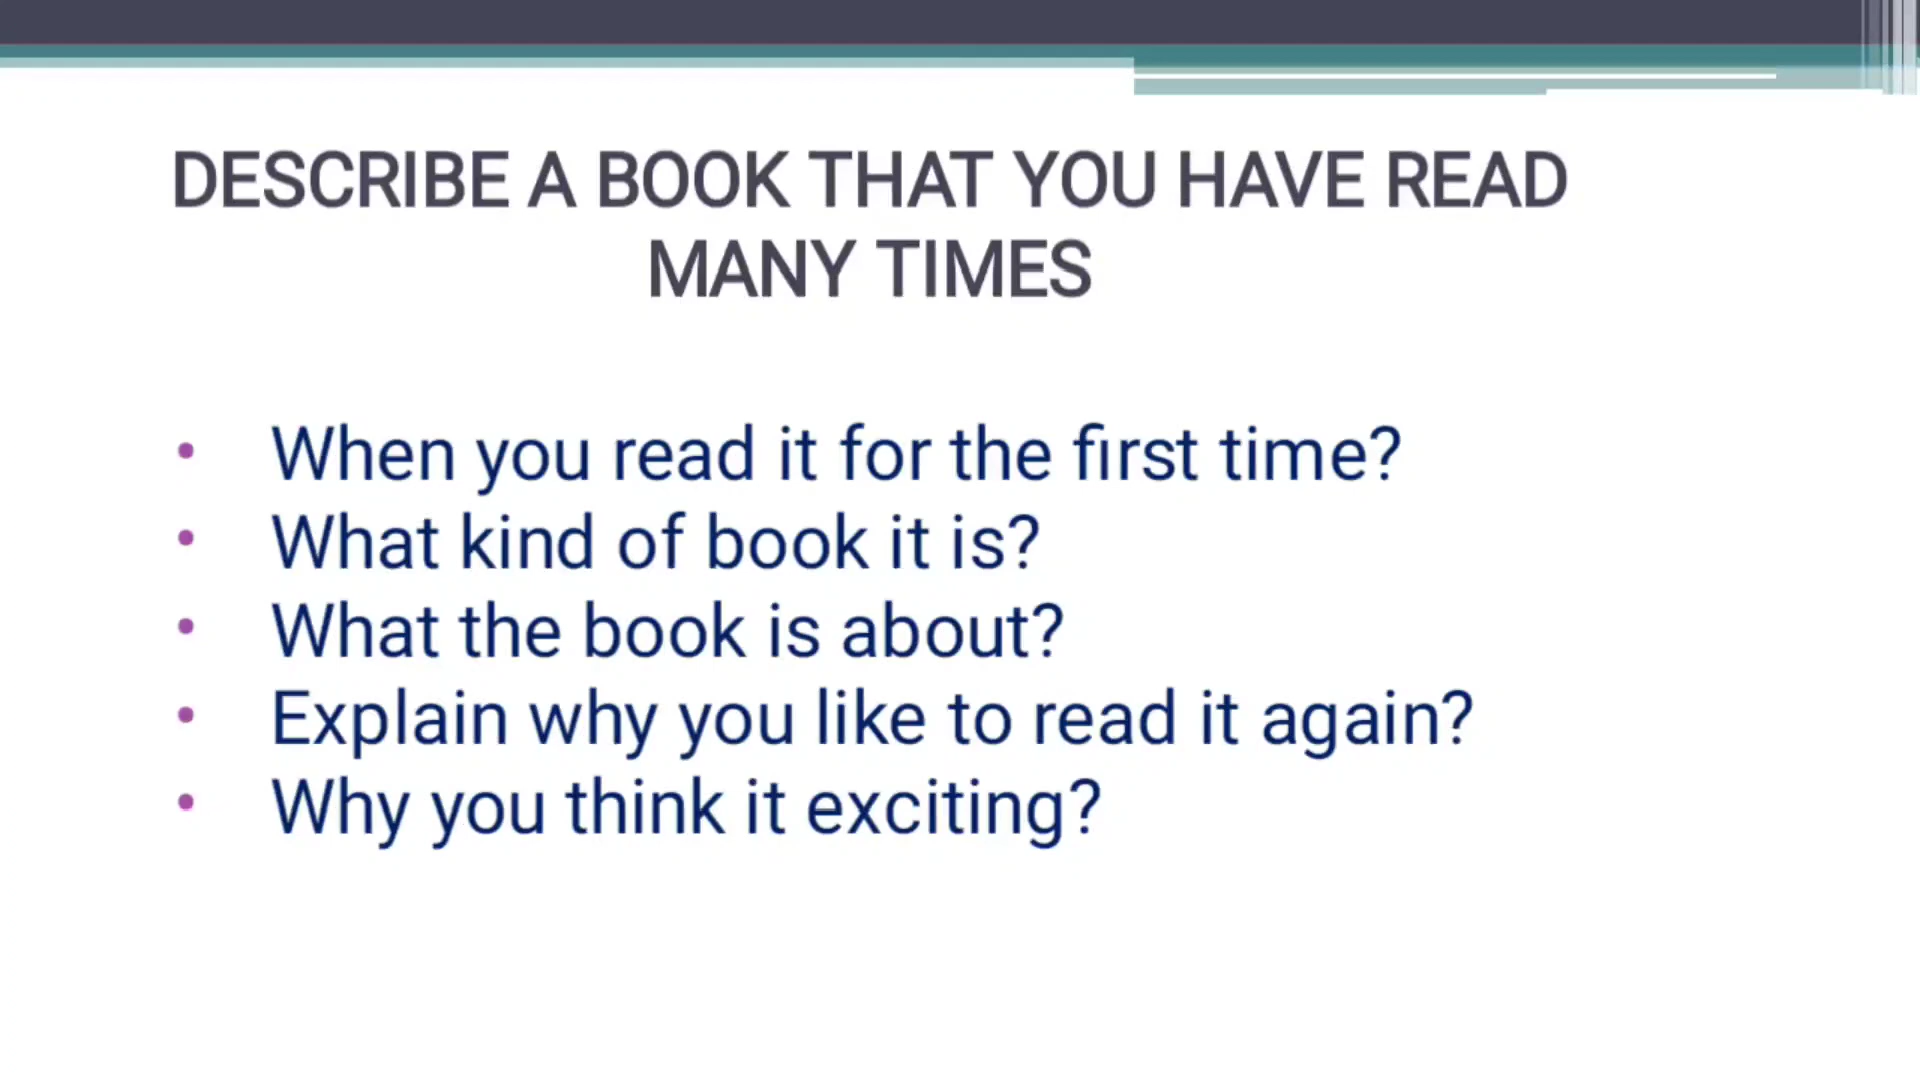 DESCRIBE A BOOK THAT YOU HAVE READ
MANY TIMES
• When you read it for the first time?
• What kind of book it is?
• What the book is about?
• Explain why you like to read it again?
• Why you think it exciting?